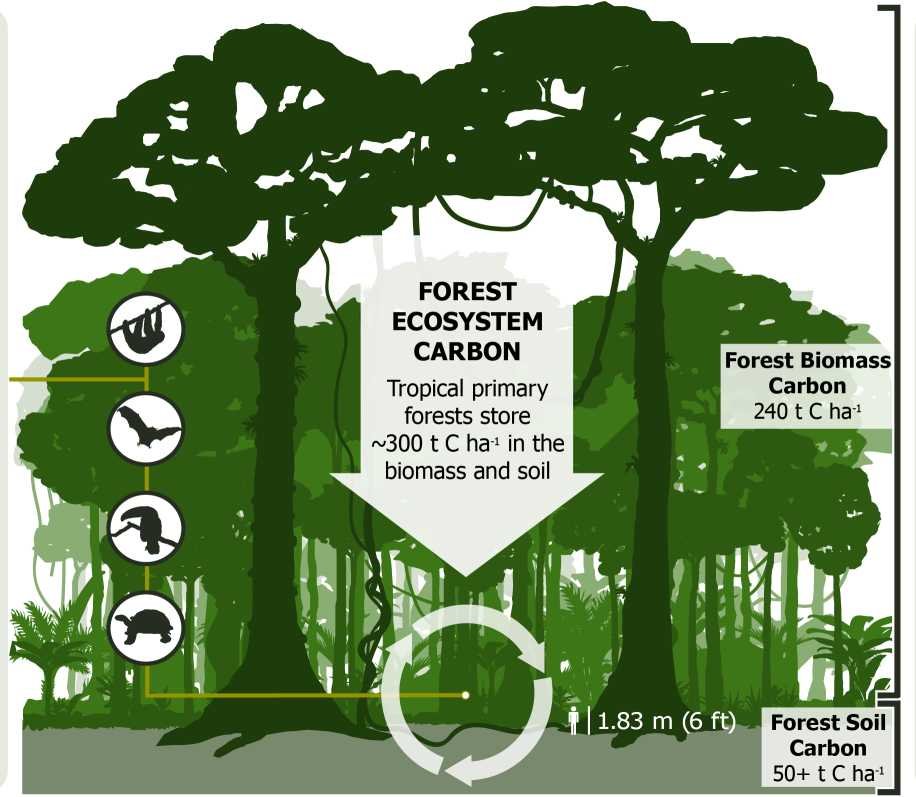 FOREST
ECOSYSTEM
CARBON
Tropical primary
forests store
~300 t C ha⁻¹ in the
biomass and soil
Forest Biomass
Carbon
240 t C ha⁻¹
1.83 m (6 ft)
Forest Soil
Carbon
50+ t C ha⁻¹